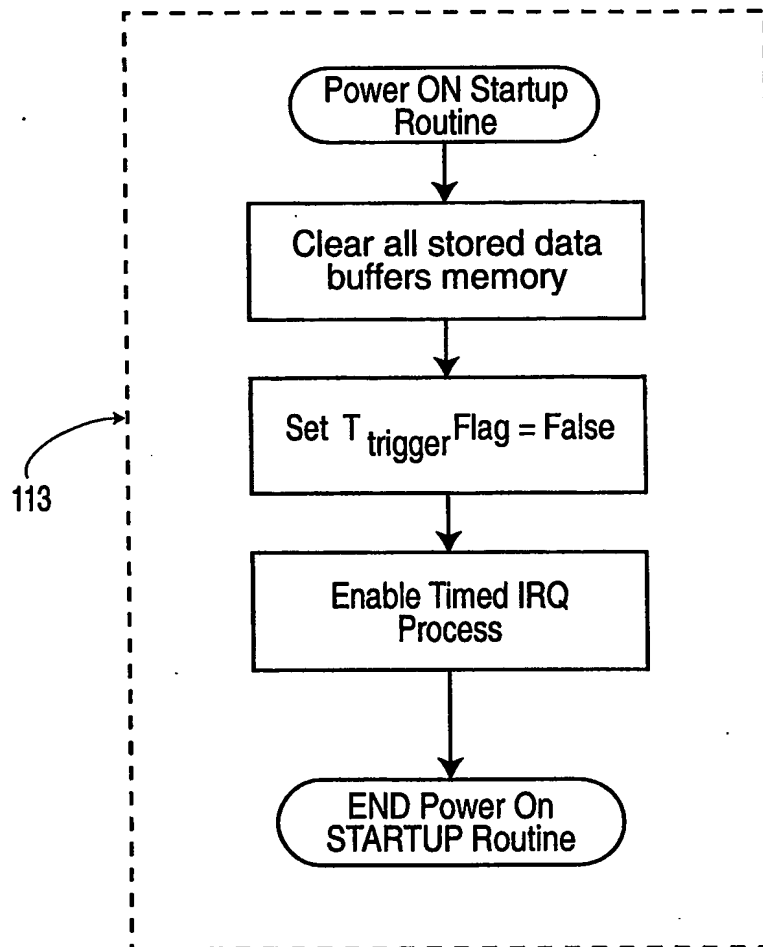 Power ON Startup
Routine
Clear all stored data
buffers memory
Set T trigger Flag = False
113
Enable Timed IRQ
Process
END Power On
STARTUP Routine